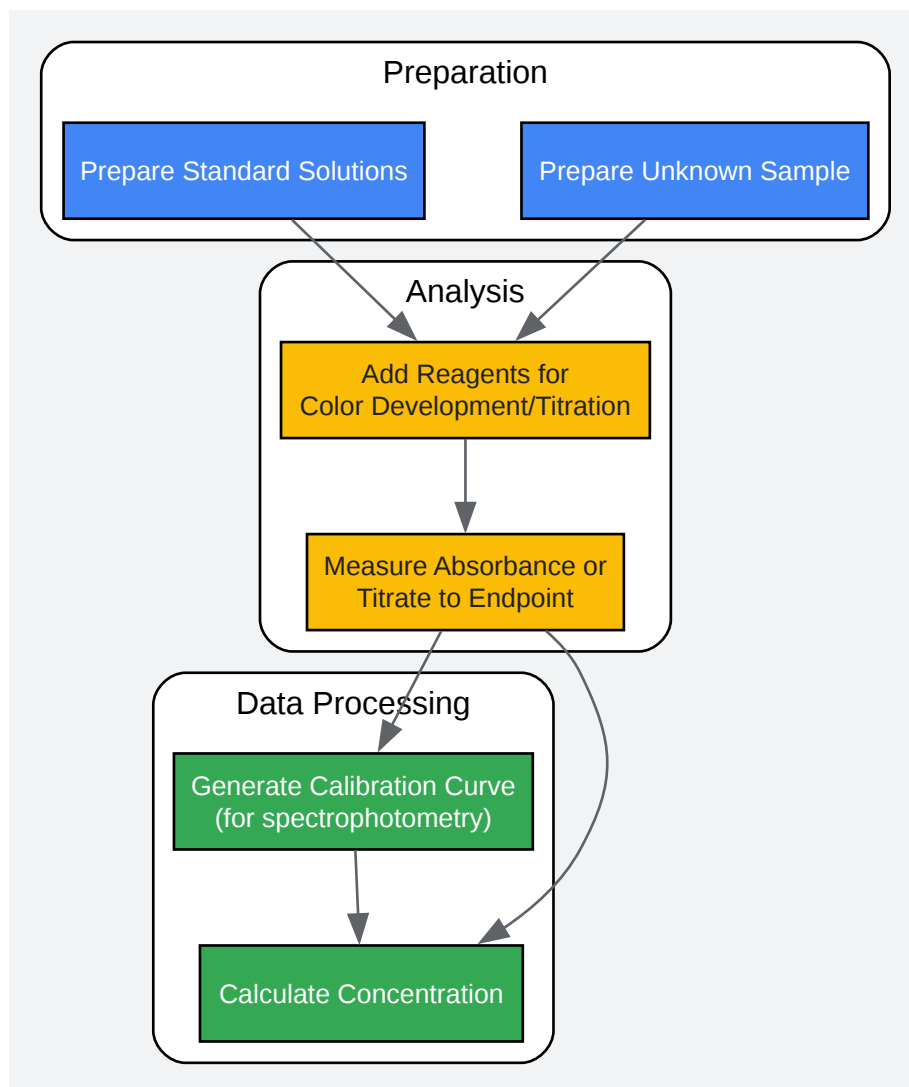 Preparation
Prepare Standard Solutions
Prepare Unknown Sample
Analysis
Add Reagents for
Color Development/Titration
Measure Absorbance or
Titrate to Endpoint
Data Processing
Generate Calibration Curve
(for spectrophotometry)
Calculate Concentration